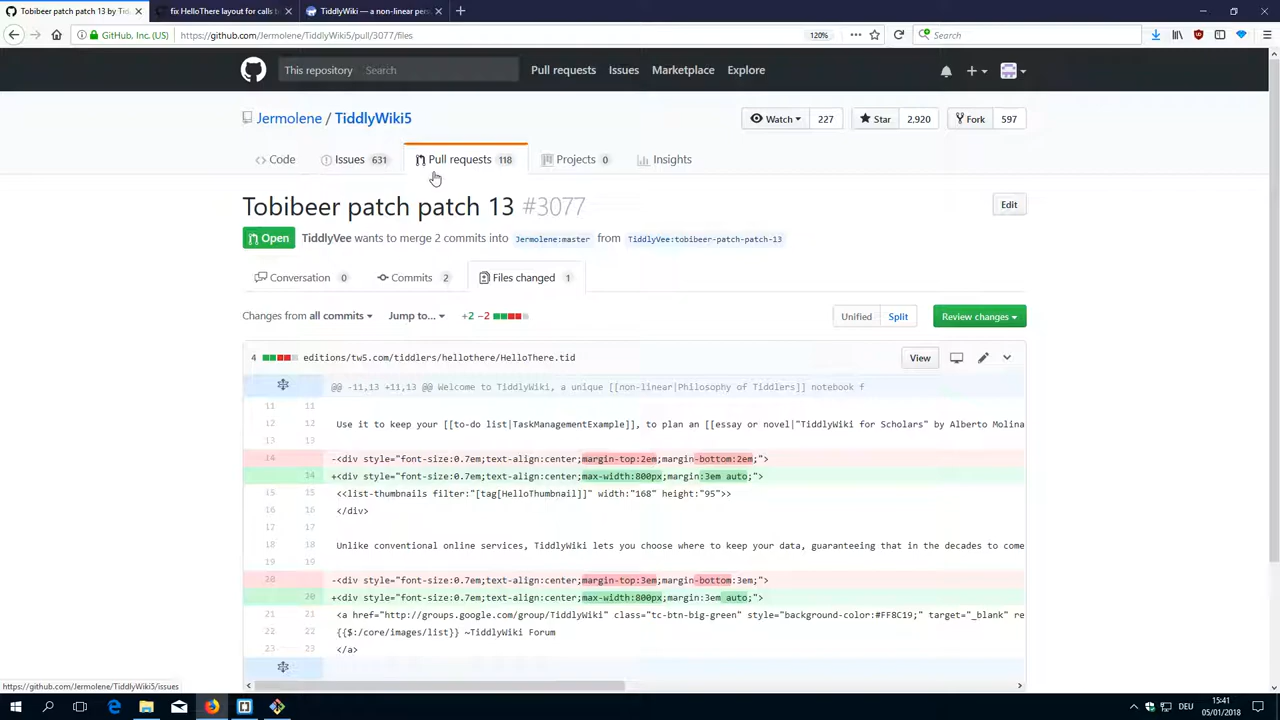 Tobibeer patch patch 13 by Tid
fix HelloThere layout for calls t
TiddlyWiki — a non-linear pers
GitHub, Inc. (US)
https://github.com/Jermolene/TiddlyWiki5/pull/3077/files
120%
Search
This repository
Search
Pull requests
Issues
Marketplace
Explore
Jermolene / TiddlyWiki5
Watch
227
Star
2.920
Fork
597
Code
Issues 631
Pull requests 118
Projects 0
Insights
Tobibeer patch patch 13 #3077
Edit
Open
TiddlyVee wants to merge 2 commits into Jermolene:master from TiddlyVee:tobibeer-patch-patch-13
Conversation 0
Commits 2
Files changed 1
Changes from all commits
Jump to...
+2 −2
Unified
Split
Review changes
4 editions/tw5.com/tiddlers/hellothere/HelloThere.tid
View
@@ -11,13 +11,13 @@ Welcome to TiddlyWiki, a unique [[non-linear|Philosophy of Tiddlers]] notebook f
11 11
12 12 Use it to keep your [[to-do list|TaskManagementExample]], to plan an [[essay or novel|"TiddlyWiki for Scholars" by Alberto Molina
13 13
14 -<div style="font-size:0.7em;text-align:center;margin-top:2em;margin-bottom:2em;">
14 +<div style="font-size:0.7em;text-align:center;max-width:800px;margin:3em auto;">
15 15 <<list-thumbnails filter:"[tag[HelloThumbnail]]" width:"168" height:"95">>
16 16 </div>
17 17
18 18 Unlike conventional online services, TiddlyWiki lets you choose where to keep your data, guaranteeing that in the decades to come
19 19
20 -<div style="font-size:0.7em;text-align:center;margin-top:3em;margin-bottom:3em;">
20 +<div style="font-size:0.7em;text-align:center;max-width:800px;margin:3em auto;">
21 21 <a href="http://groups.google.com/group/TiddlyWiki" class="tc-btn-big-green" style="background-color:#FF8C19;" target="_blank" re
22 22 {{$:/core/images/list}} ~TiddlyWiki Forum
23 23 </a>
https://github.com/Jermolene/TiddlyWiki5/issues
DEU
15:41
05/01/2018